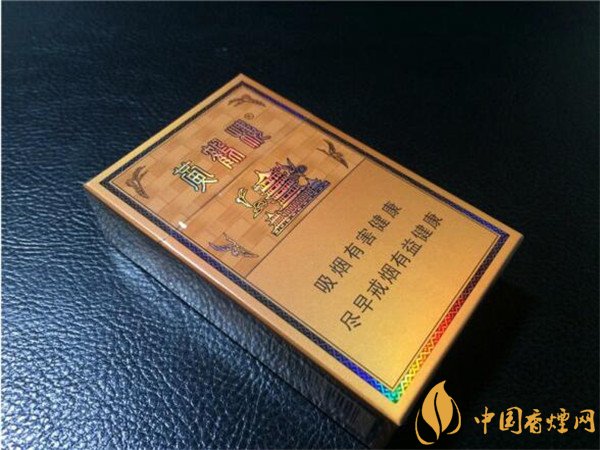 黄鹤楼®
吸烟有害健康
尽早戒烟有益健康
中国香烟网